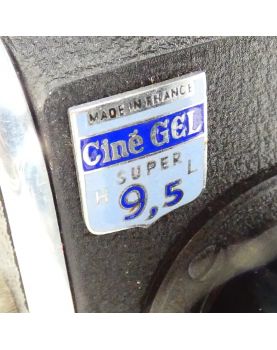 MADE IN FRANCE
Ciné GEL
SUPER
H 9,5 L